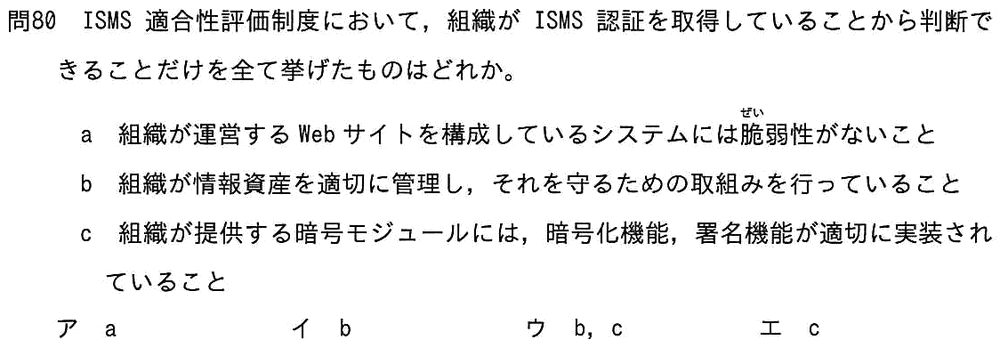 問80 ISMS 適合性評価制度において，組織が ISMS 認証を取得していることから判断で
きることだけを全て挙げたものはどれか。
ぜい
a 組織が運営する Web サイトを構成しているシステムには脆弱性がないこと
b 組織が情報資産を適切に管理し，それを守るための取組みを行っていること
c 組織が提供する暗号モジュールには，暗号化機能，署名機能が適切に実装され
ていること
ア a イ b ウ b, c エ c